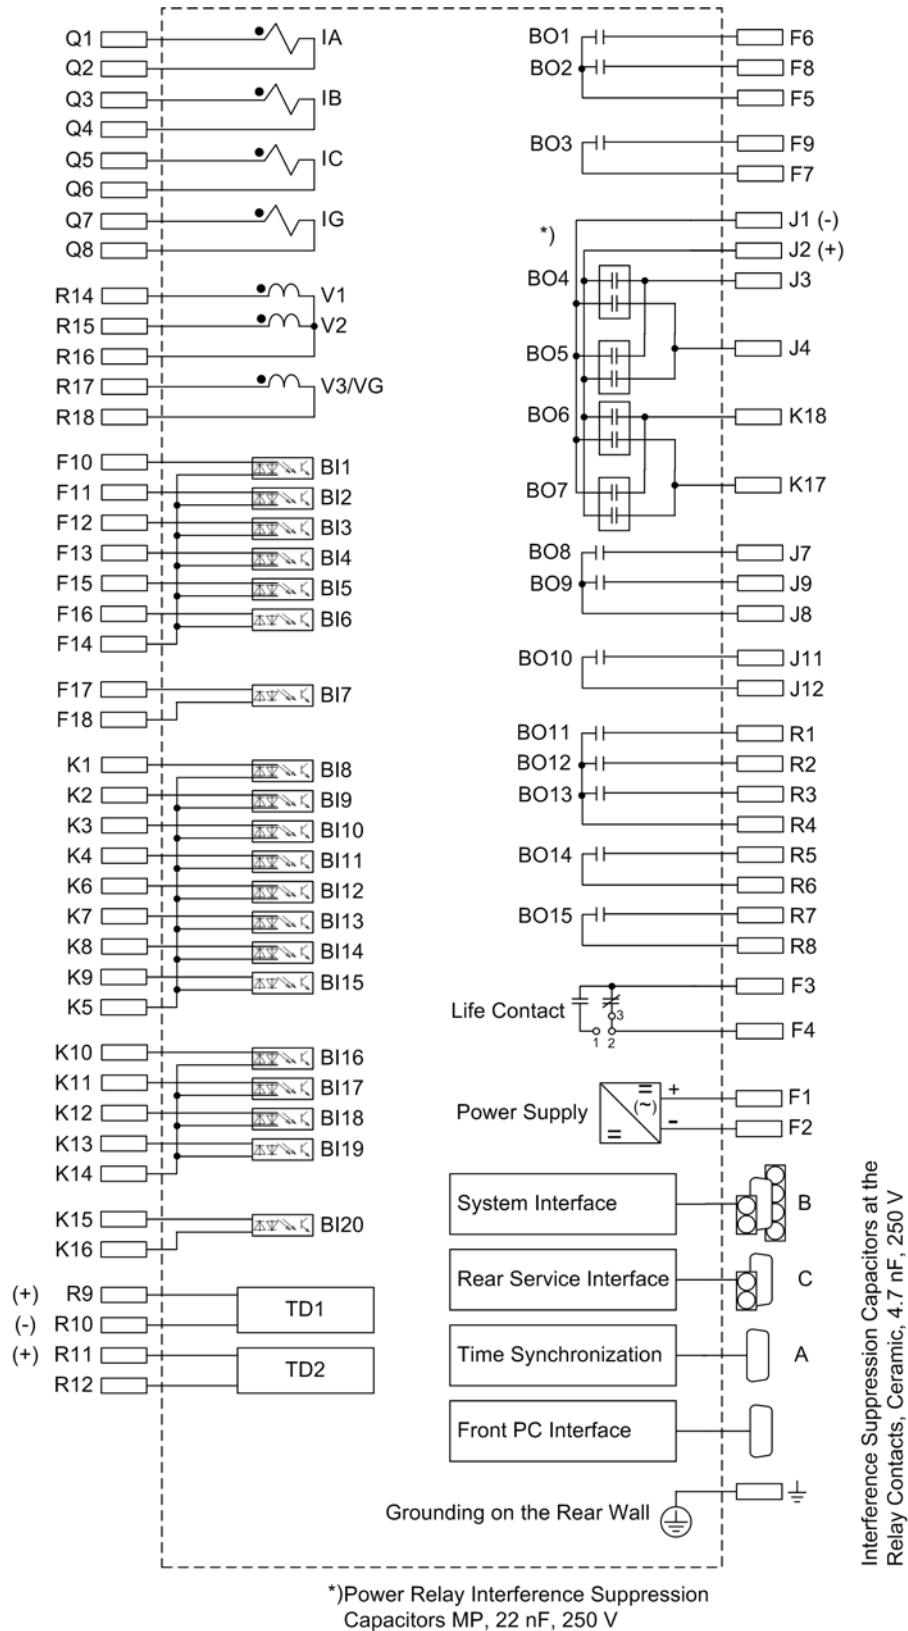 Q1 IA
Q2
Q3 IB
Q4
Q5 IC
Q6
Q7 IG
Q8
R14 V1
R15 V2
R16
R17 V3/VG
R18
F10 BI1
F11 BI2
F12 BI3
F13 BI4
F15 BI5
F16 BI6
F14
F17 BI7
F18
K1 BI8
K2 BI9
K3 BI10
K4 BI11
K6 BI12
K7 BI13
K8 BI14
K9 BI15
K5
K10 BI16
K11 BI17
K12 BI18
K13 BI19
K14
K15 BI20
K16
(+) R9 TD1
(-) R10
(+) R11 TD2
R12
BO1 F6
BO2 F8
F5
BO3 F9
F7
J1 (-)
*)
J2 (+)
BO4 J3
BO5 J4
BO6 K18
BO7 K17
BO8 J7
BO9 J9
J8
BO10 J11
J12
BO11 R1
BO12 R2
BO13 R3
R4
BO14 R5
R6
BO15 R7
R8
F3
Life Contact 3
1 2 F4
Power Supply = (~) = + F1
- F2
System Interface B
Rear Service Interface C
Time Synchronization A
Front PC Interface
Grounding on the Rear Wall
Interference Suppression Capacitors at the
Relay Contacts, Ceramic, 4.7 nF, 250 V
*)Power Relay Interference Suppression
Capacitors MP, 22 nF, 250 V